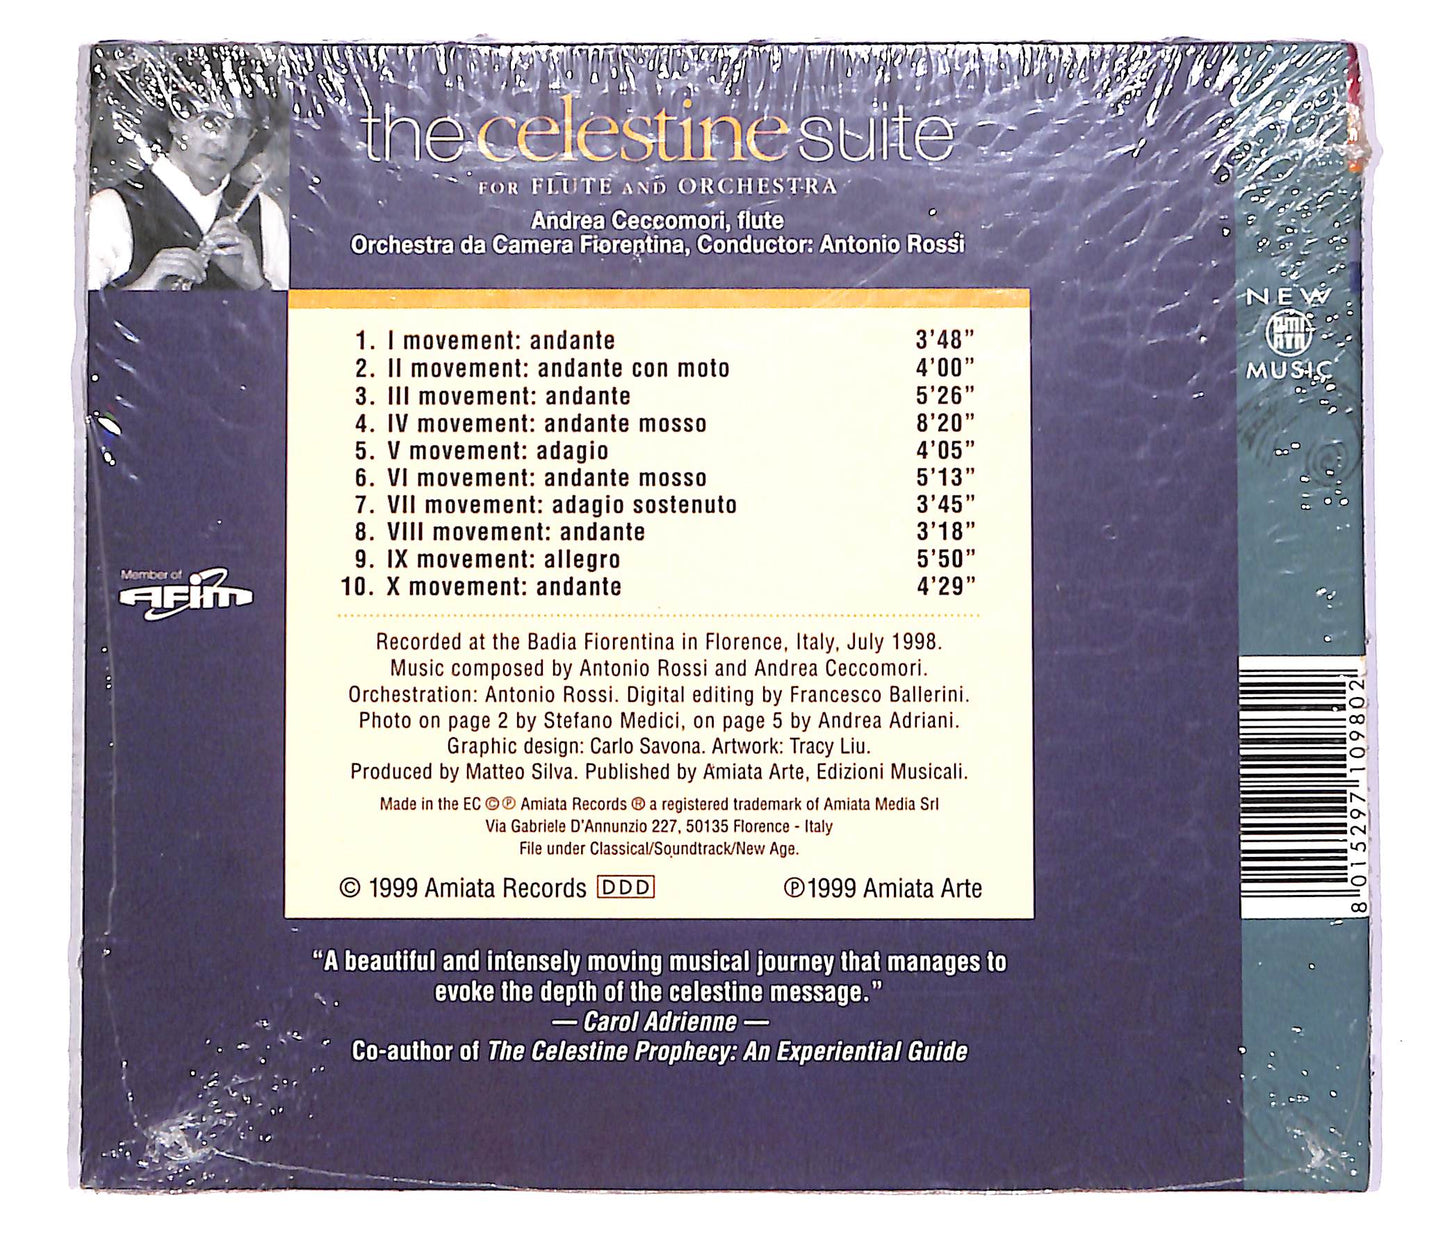 the celestine suite
FOR FLUTE AND ORCHESTRA
Andrea Ceccomori, flute
Orchestra da Camera Fiorentina, Conductor: Antonio Rossi
1. I movement: andante 3'48"
2. II movement: andante con moto 4'00"
3. III movement: andante 5'26"
4. IV movement: andante mosso 8'20"
5. V movement: adagio 4'05"
6. VI movement: andante mosso 5'13"
7. VII movement: adagio sostenuto 3'45"
8. VIII movement: andante 3'18"
9. IX movement: allegro 5'50"
10. X movement: andante 4'29"
Recorded at the Badia Fiorentina in Florence, Italy, July 1998.
Music composed by Antonio Rossi and Andrea Ceccomori.
Orchestration: Antonio Rossi. Digital editing by Francesco Ballerini.
Photo on page 2 by Stefano Medici, on page 5 by Andrea Adriani.
Graphic design: Carlo Savona. Artwork: Tracy Liu.
Produced by Matteo Silva. Published by Amiata Arte, Edizioni Musicali.
Made in the EC ©℗ Amiata Records ® a registered trademark of Amiata Media Srl
Via Gabriele D'Annunzio 227, 50135 Florence - Italy
File under Classical/Soundtrack/New Age.
© 1999 Amiata Records DDD ℗1999 Amiata Arte
"A beautiful and intensely moving musical journey that manages to
evoke the depth of the celestine message."
— Carol Adrienne —
Co-author of The Celestine Prophecy: An Experiential Guide
Member of
AFIM
NEW
AMIATA
MUSIC
8 015297 109802